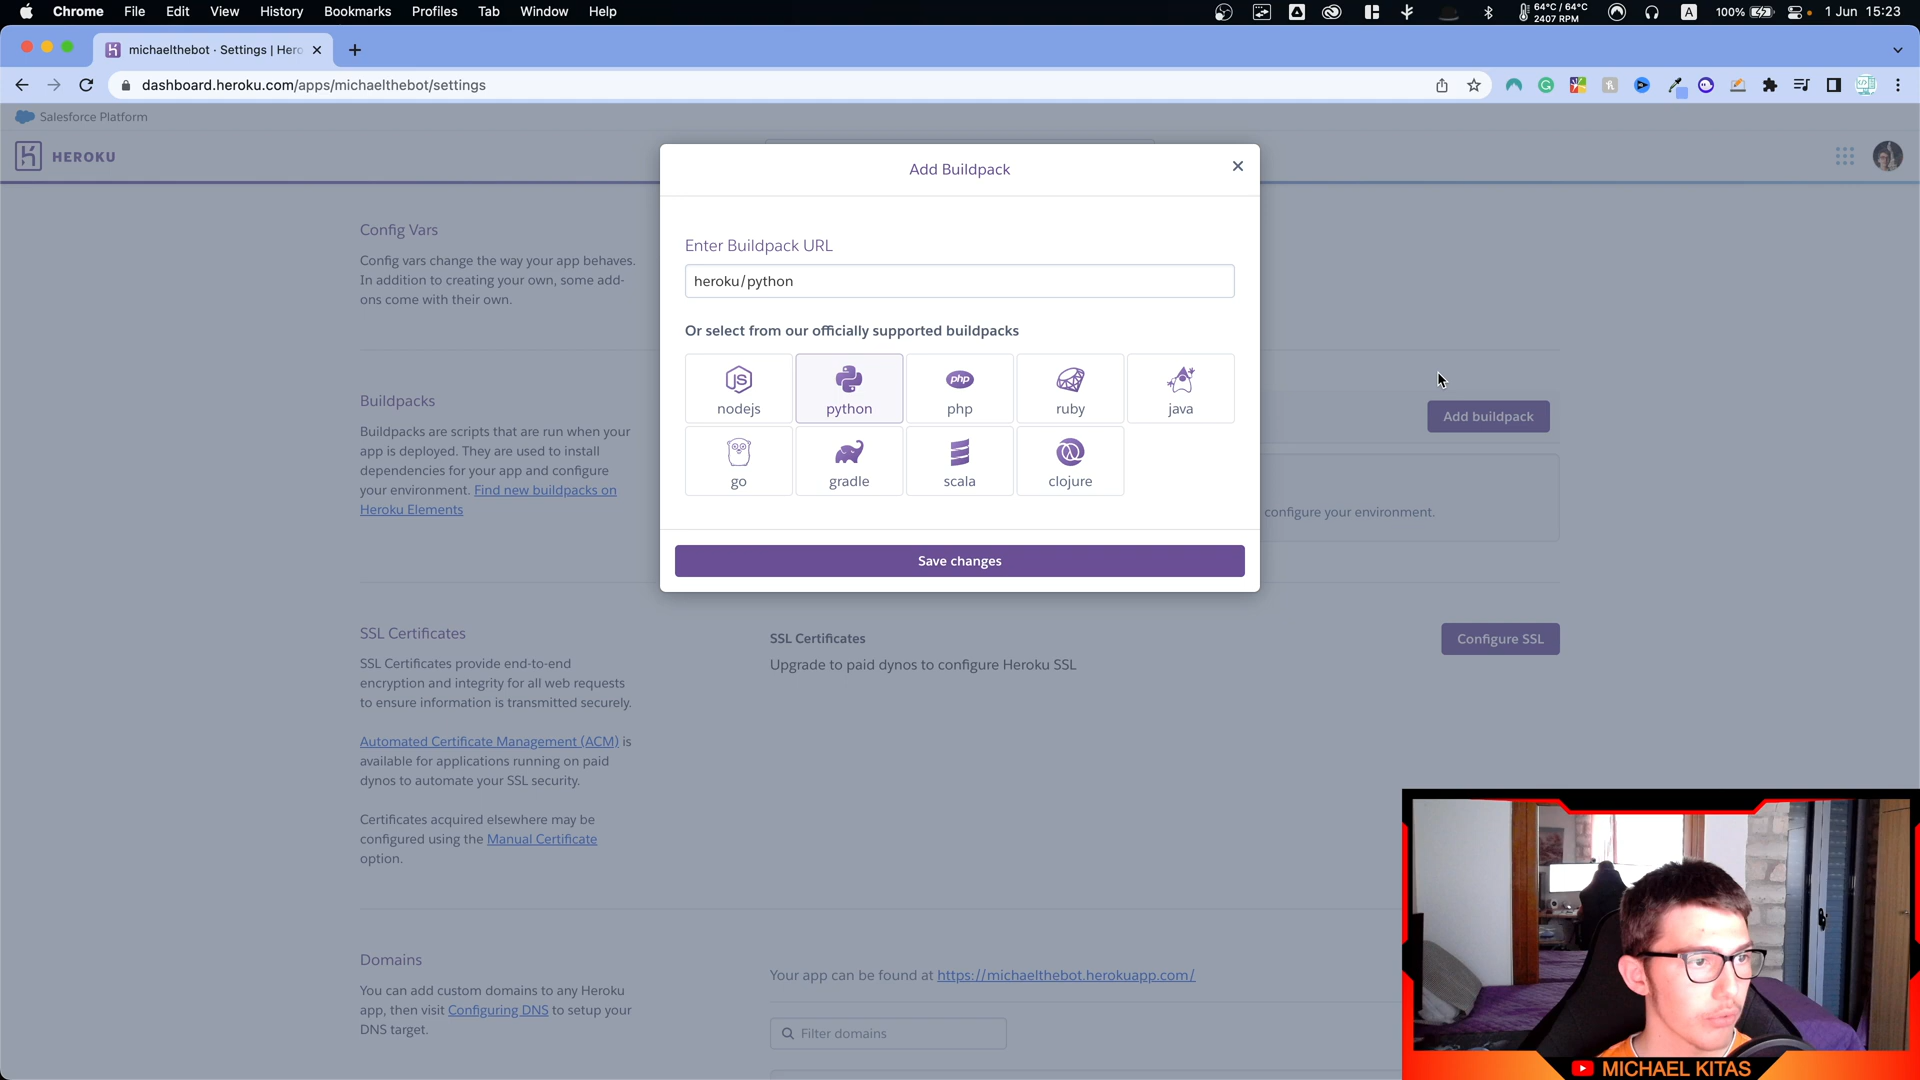 Chrome File Edit View History Bookmarks Profiles Tab Window Help
64°C / 64°C
2407 RPM
A 100% 1 Jun 15:23
michaelthebot · Settings | Hero
dashboard.heroku.com/apps/michaelthebot/settings
Salesforce Platform
HEROKU
Add Buildpack
Enter Buildpack URL
heroku/python
Or select from our officially supported buildpacks
nodejs python php ruby java
go gradle scala clojure
Save changes
Config Vars
Config vars change the way your app behaves.
In addition to creating your own, some add-
ons come with their own.
Buildpacks
Buildpacks are scripts that are run when your
app is deployed. They are used to install
dependencies for your app and configure
your environment. Find new buildpacks on
Heroku Elements
Add buildpack
configure your environment.
SSL Certificates
SSL Certificates provide end-to-end
encryption and integrity for all web requests
to ensure information is transmitted securely.
Automated Certificate Management (ACM) is
available for applications running on paid
dynos to automate your SSL security.
Certificates acquired elsewhere may be
configured using the Manual Certificate
option.
SSL Certificates
Upgrade to paid dynos to configure Heroku SSL
Configure SSL
Domains
You can add custom domains to any Heroku
app, then visit Configuring DNS to setup your
DNS target.
Your app can be found at https://michaelthebot.herokuapp.com/
Filter domains
MICHAEL KITAS